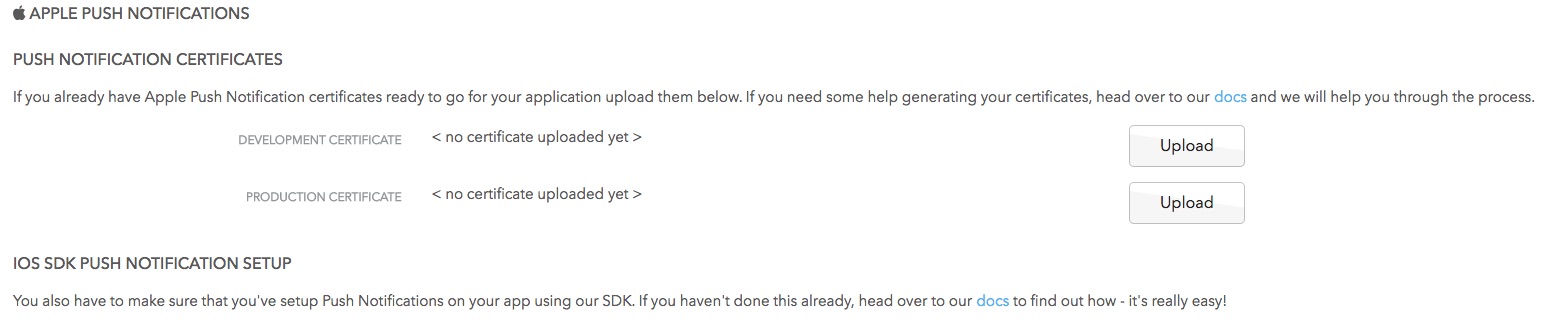 APPLE PUSH NOTIFICATIONS
PUSH NOTIFICATION CERTIFICATES
If you already have Apple Push Notification certificates ready to go for your application upload them below. If you need some help generating your certificates, head over to our docs and we will help you through the process.
DEVELOPMENT CERTIFICATE < no certificate uploaded yet > Upload
PRODUCTION CERTIFICATE < no certificate uploaded yet > Upload
IOS SDK PUSH NOTIFICATION SETUP
You also have to make sure that you've setup Push Notifications on your app using our SDK. If you haven't done this already, head over to our docs to find out how - it's really easy!